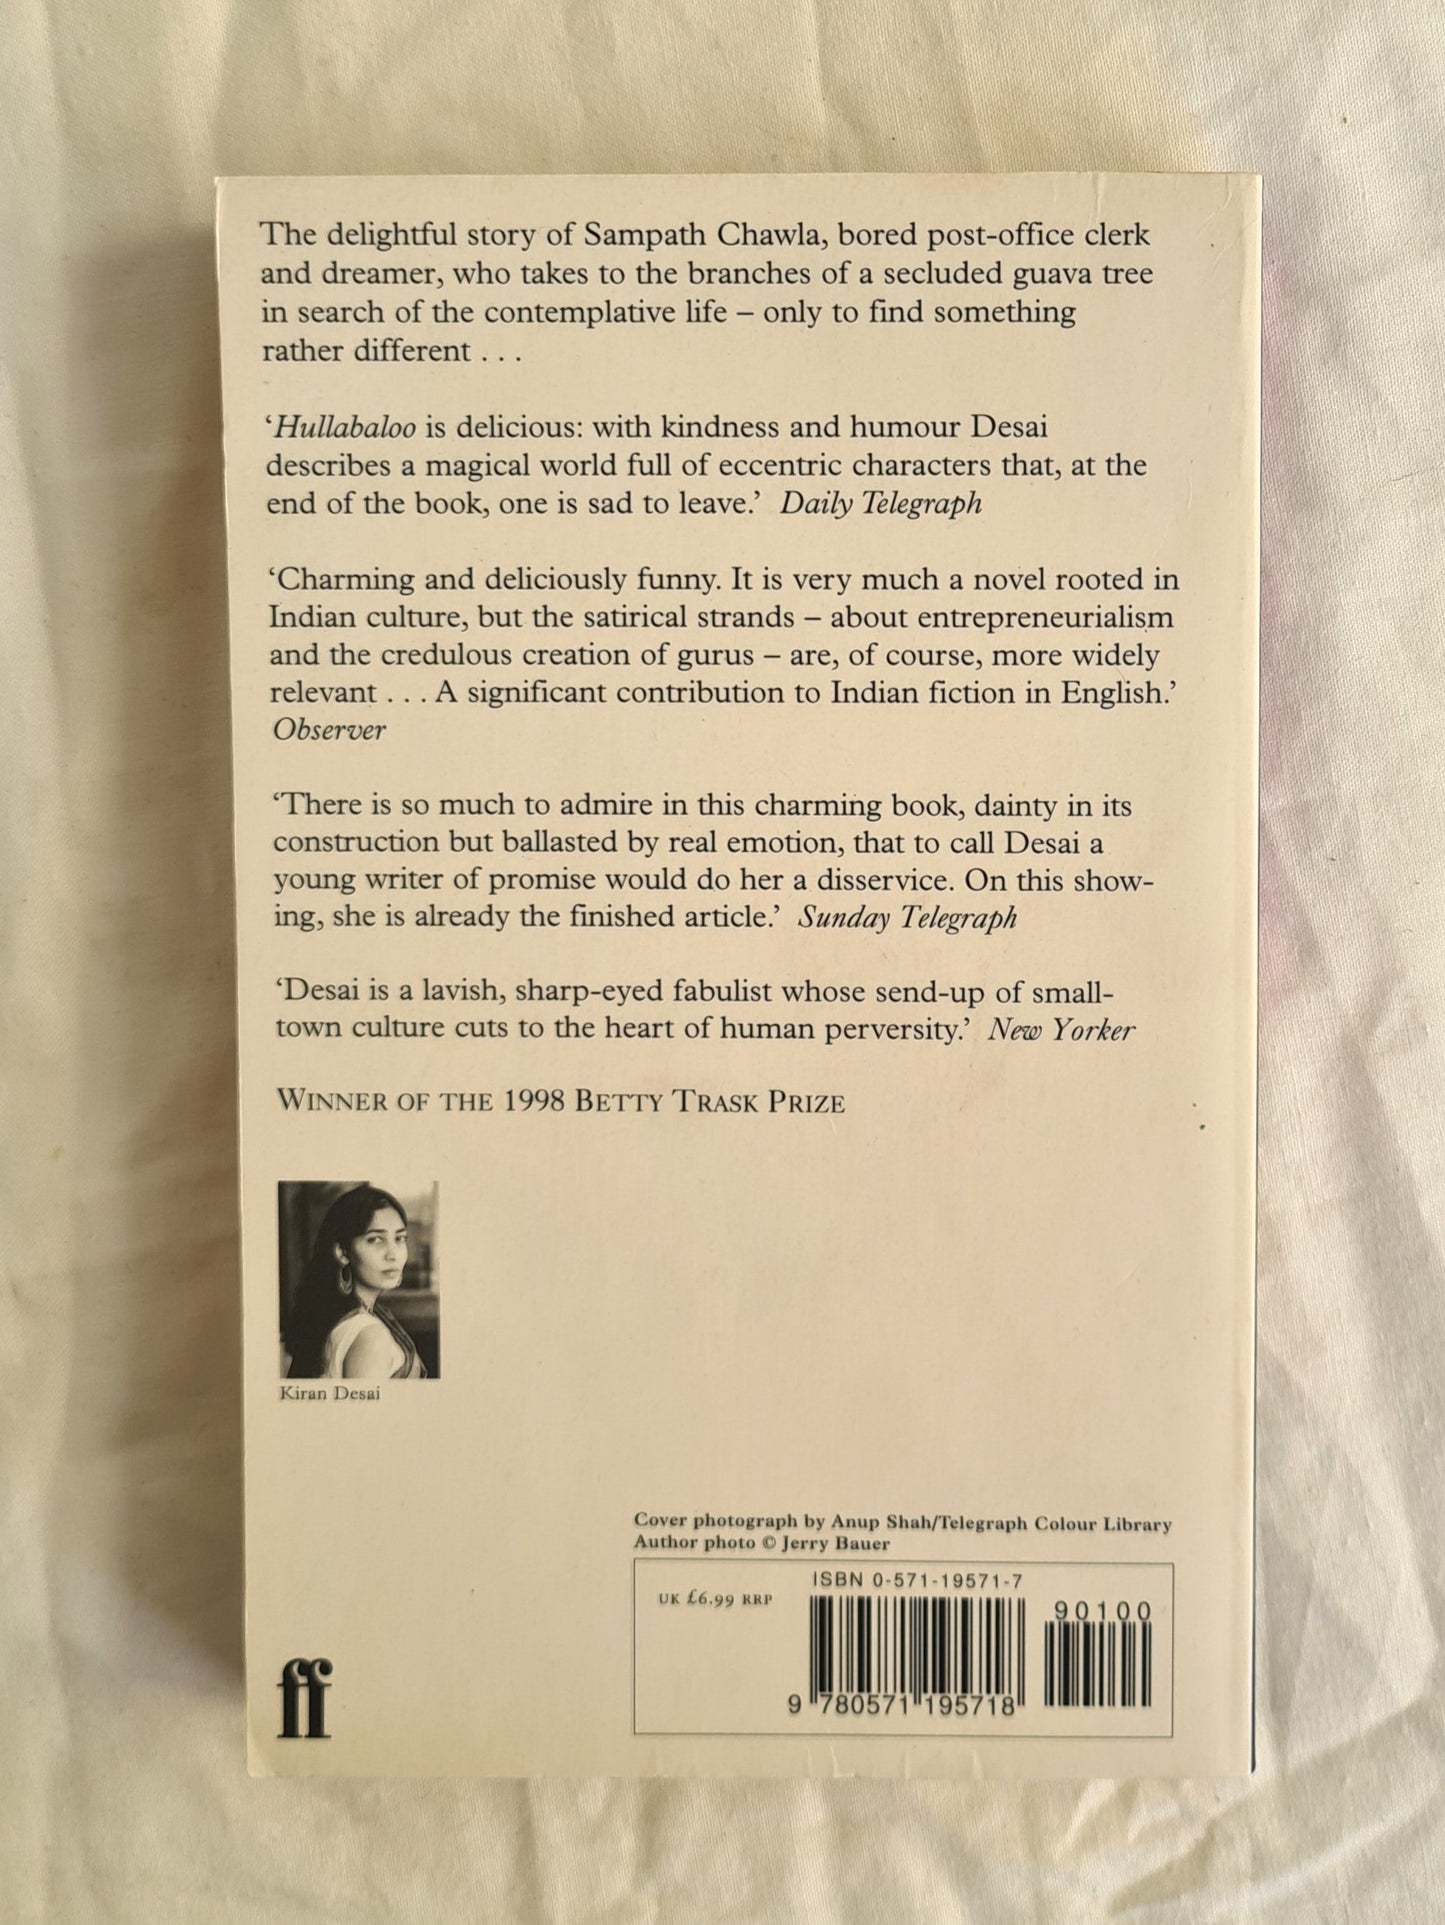 The delightful story of Sampath Chawla, bored post-office clerk
and dreamer, who takes to the branches of a secluded guava tree
in search of the contemplative life – only to find something
rather different . . .
‘Hullabaloo is delicious: with kindness and humour Desai
describes a magical world full of eccentric characters that, at the
end of the book, one is sad to leave.’ Daily Telegraph
‘Charming and deliciously funny. It is very much a novel rooted in
Indian culture, but the satirical strands – about entrepreneurialism
and the credulous creation of gurus – are, of course, more widely
relevant . . . A significant contribution to Indian fiction in English.’
Observer
‘There is so much to admire in this charming book, dainty in its
construction but ballasted by real emotion, that to call Desai a
young writer of promise would do her a disservice. On this show-
ing, she is already the finished article.’ Sunday Telegraph
‘Desai is a lavish, sharp-eyed fabulist whose send-up of small-
town culture cuts to the heart of human perversity.’ New Yorker
WINNER OF THE 1998 BETTY TRASK PRIZE
Kiran Desai
Cover photograph by Anup Shah/Telegraph Colour Library
Author photo © Jerry Bauer
UK £6.99 RRP
ISBN 0-571-19571-7
90100
9 780571 195718
ff